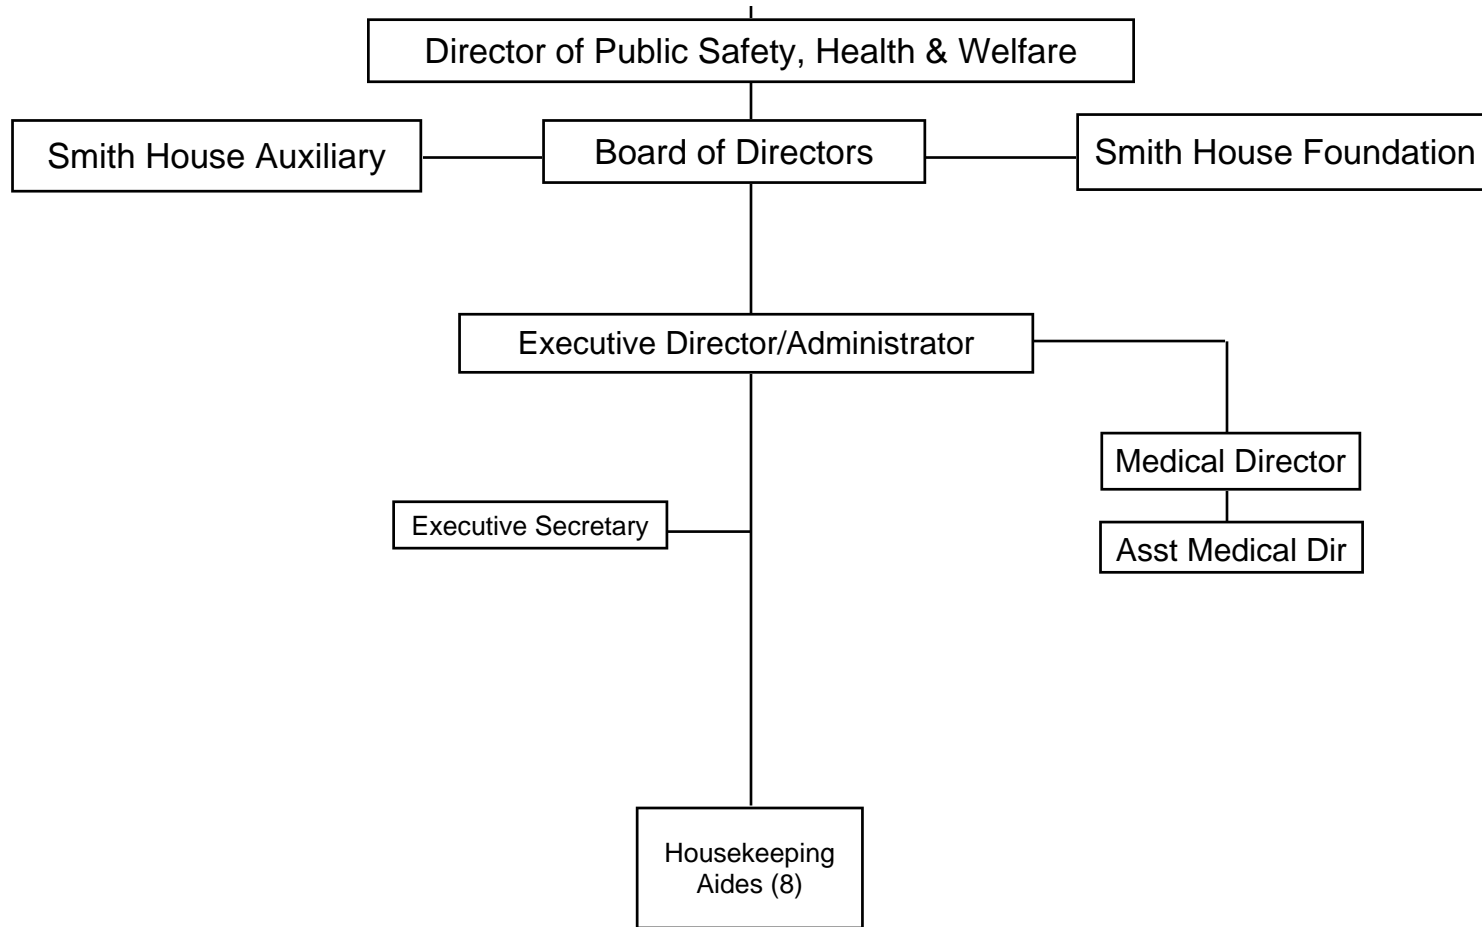 Director of Public Safety, Health & Welfare
Smith House Auxiliary
Board of Directors
Smith House Foundation
Executive Director/Administrator
Medical Director
Executive Secretary
Asst Medical Dir
Housekeeping
Aides (8)